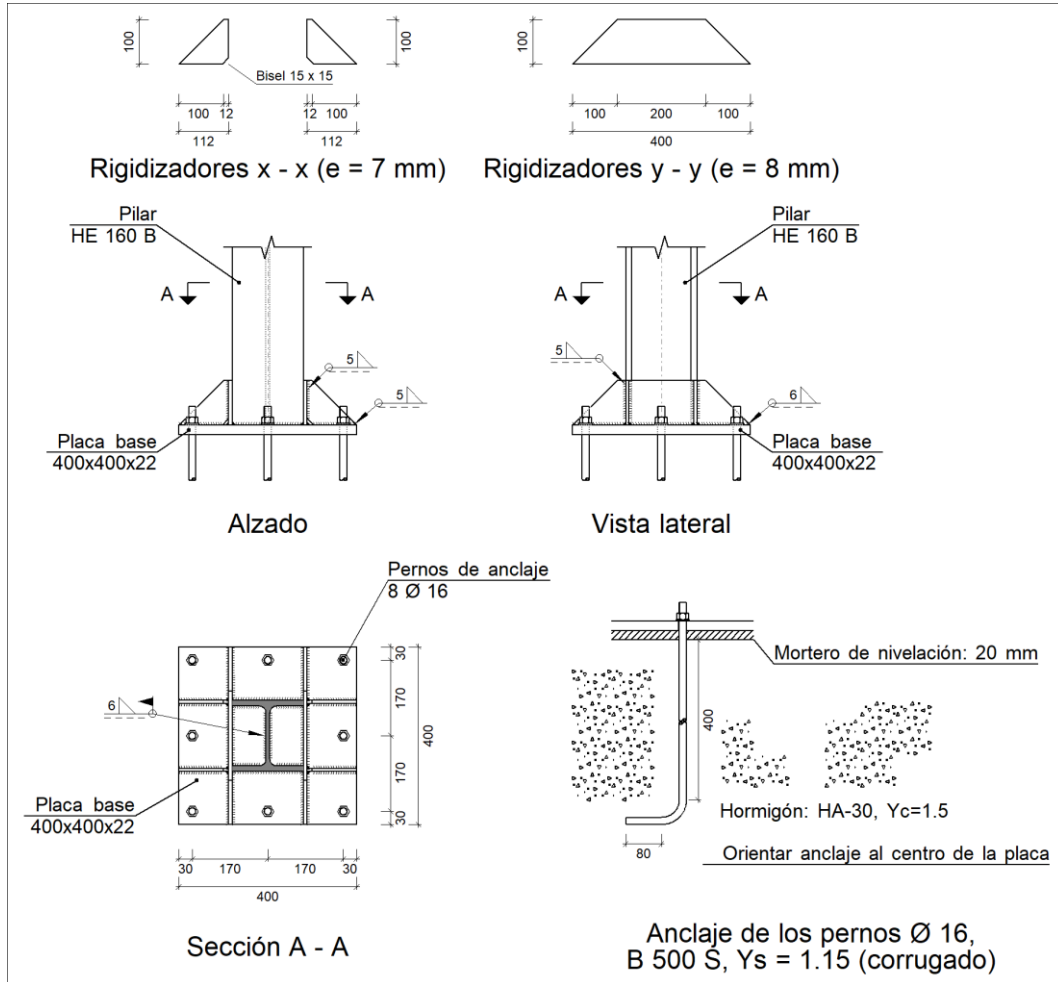 100
100
Bisel 15 x 15
100 12
12 100
112
112
100
100 200 100
400
Rigidizadores x - x (e = 7 mm)
Rigidizadores y - y (e = 8 mm)
Pilar
HE 160 B
A
A
5
5
Placa base
400x400x22
Alzado
Pilar
HE 160 B
A
A
5
6
Placa base
400x400x22
Vista lateral
Pernos de anclaje
8 Ø 16
6
30
170
170
30
400
Placa base
400x400x22
30 170 170 30
400
Sección A - A
Mortero de nivelación: 20 mm
400
Hormigón: HA-30, Yc=1.5
80
Orientar anclaje al centro de la placa
Anclaje de los pernos Ø 16,
B 500 S, Ys = 1.15 (corrugado)